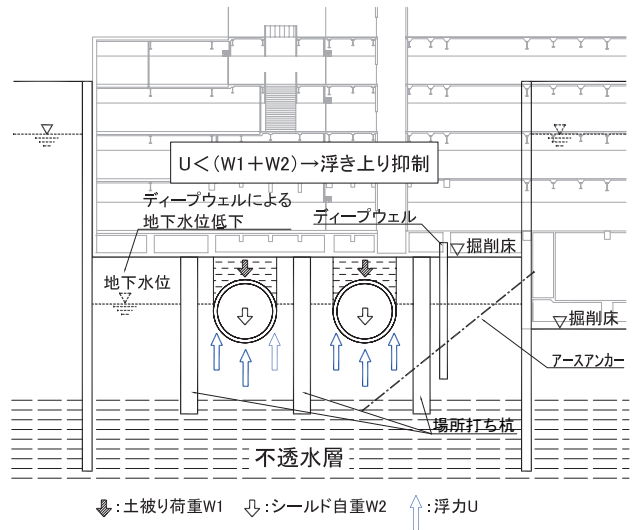 U＜(W1＋W2)→浮き上り抑制
ディープウェルによる
地下水位低下
ディープウェル
掘削床
地下水位
掘削床
アースアンカー
場所打ち杭
不透水層
：土被り荷重W1 ：シールド自重W2 ：浮力U